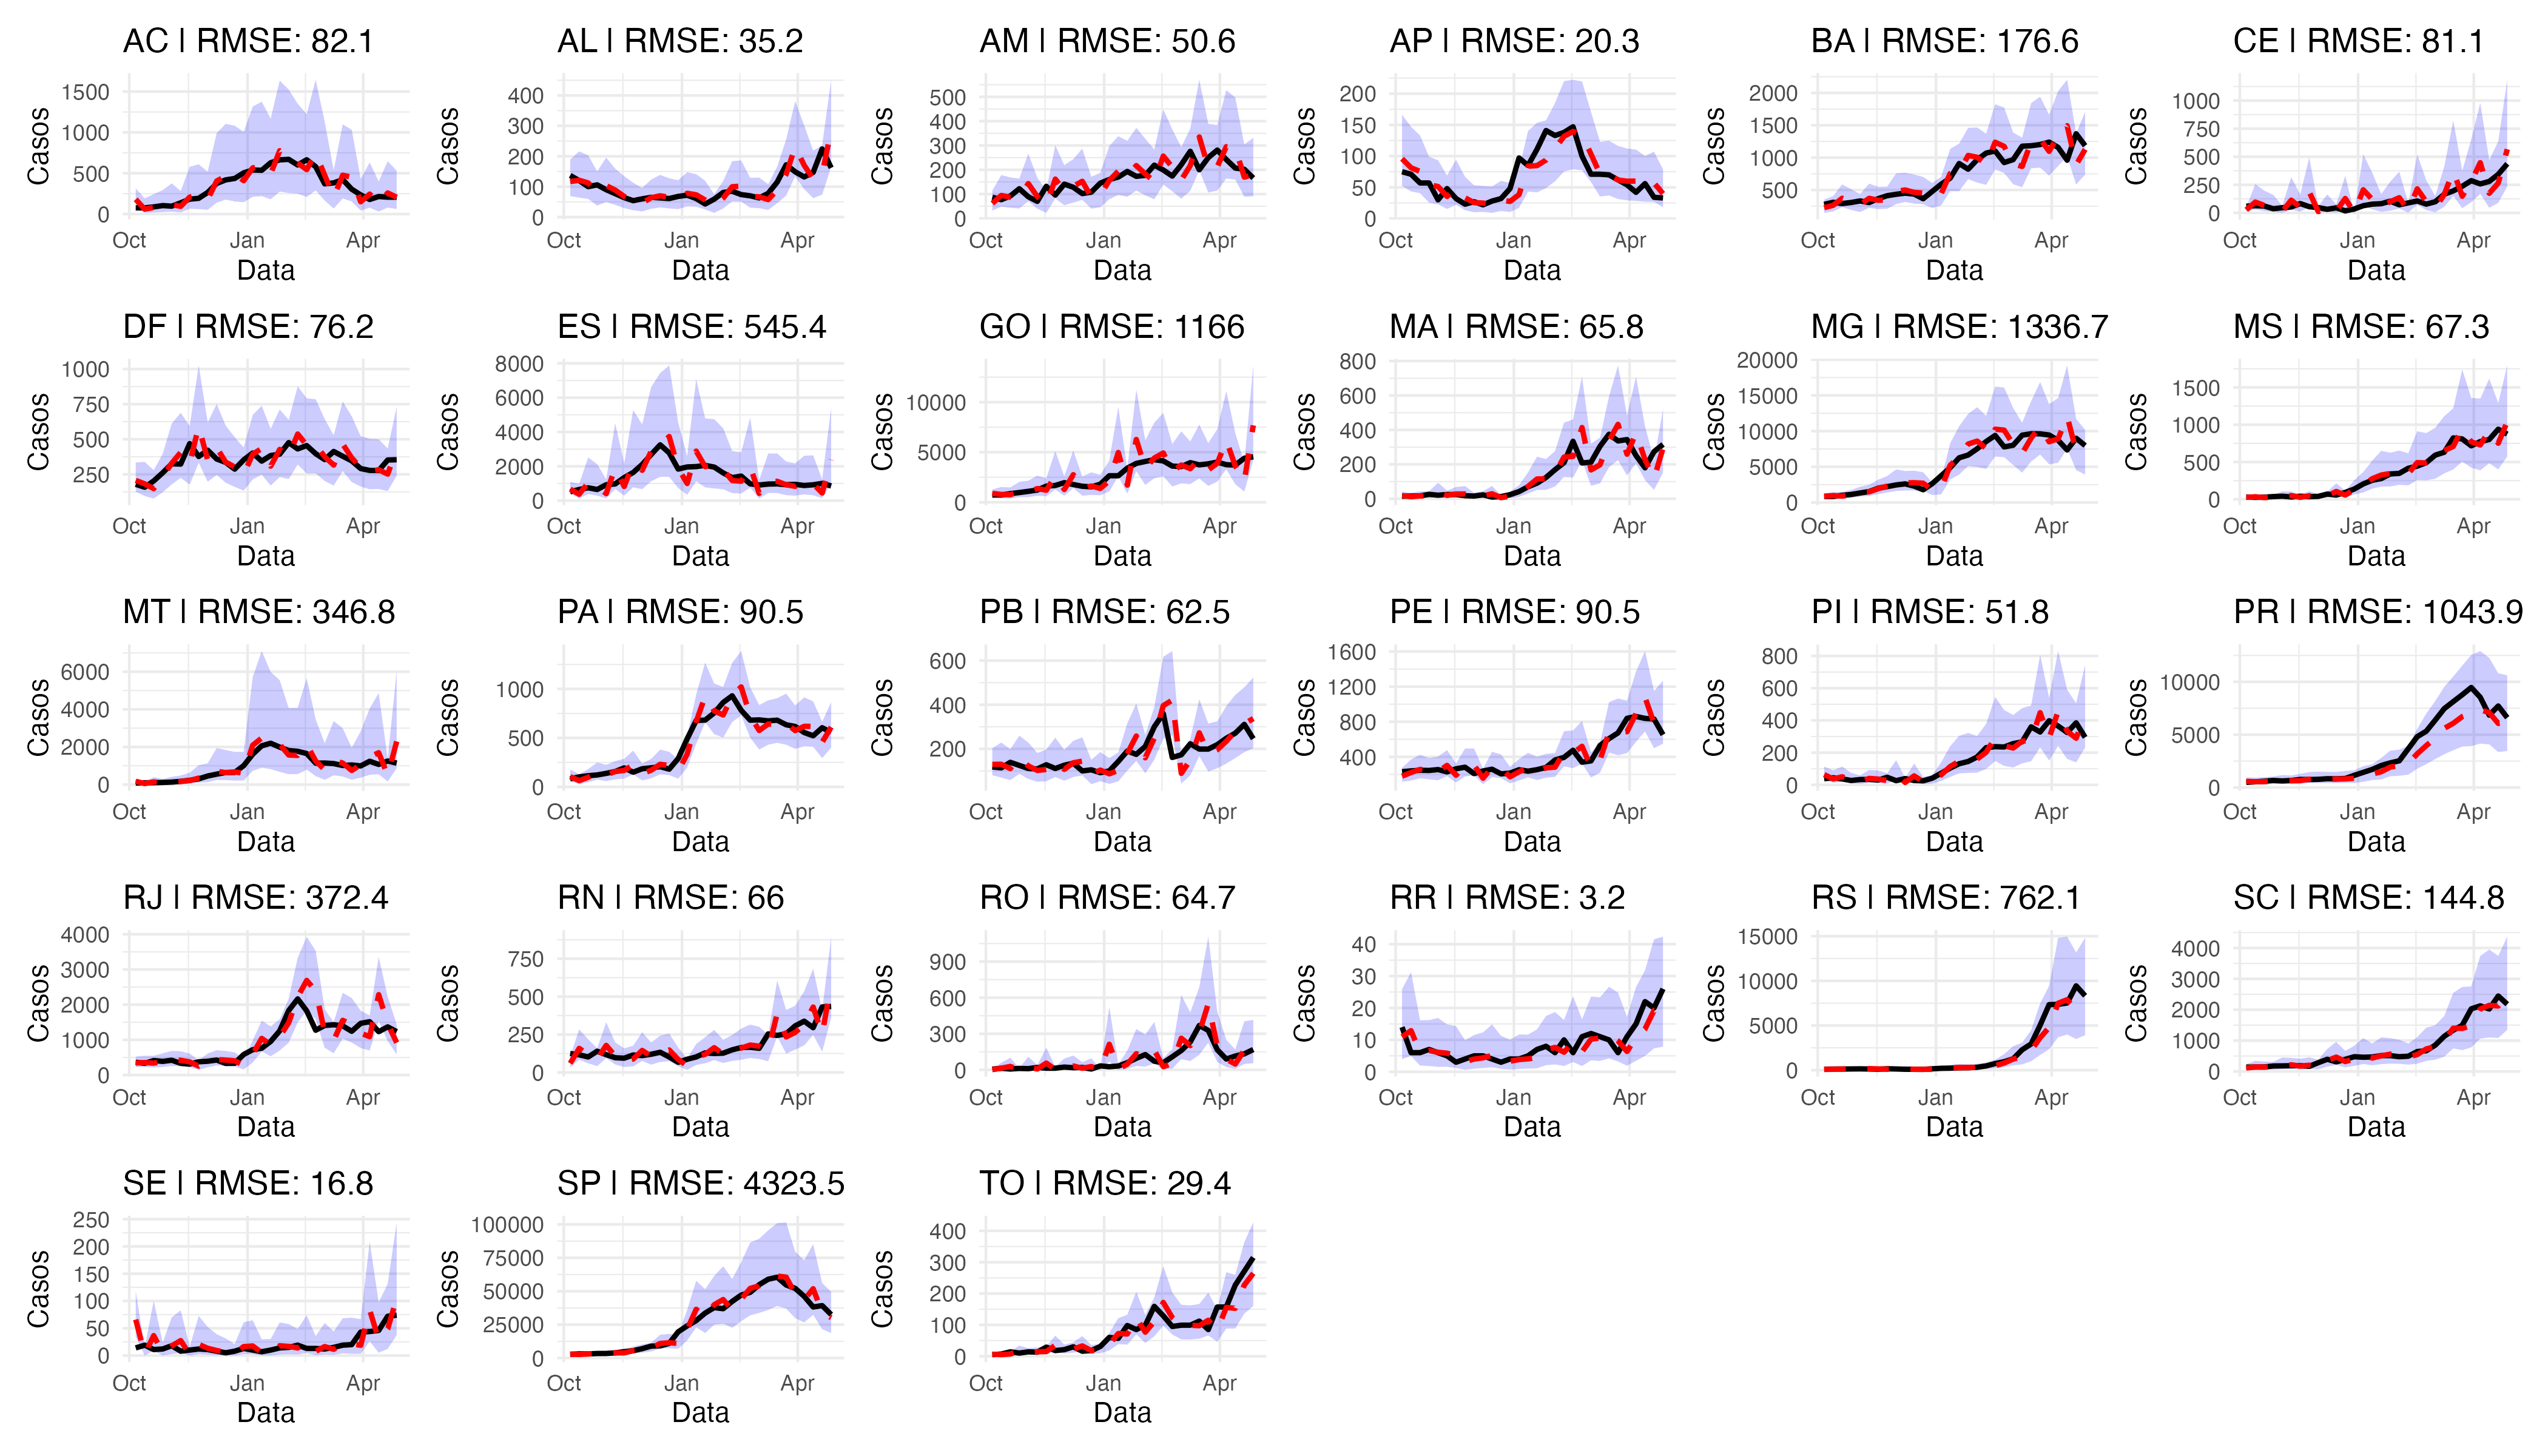 AC | RMSE: 82.1
Casos
1500
1000
500
0
Oct Jan Apr
Data
AL | RMSE: 35.2
Casos
400
300
200
100
0
Oct Jan Apr
Data
AM | RMSE: 50.6
Casos
500
400
300
200
100
0
Oct Jan Apr
Data
AP | RMSE: 20.3
Casos
200
150
100
50
0
Oct Jan Apr
Data
BA | RMSE: 176.6
Casos
2000
1500
1000
500
Oct Jan Apr
Data
CE | RMSE: 81.1
Casos
1000
750
500
250
0
Oct Jan Apr
Data
DF | RMSE: 76.2
Casos
1000
750
500
250
Oct Jan Apr
Data
ES | RMSE: 545.4
Casos
8000
6000
4000
2000
0
Oct Jan Apr
Data
GO | RMSE: 1166
Casos
10000
5000
0
Oct Jan Apr
Data
MA | RMSE: 65.8
Casos
800
600
400
200
0
Oct Jan Apr
Data
MG | RMSE: 1336.7
Casos
20000
15000
10000
5000
0
Oct Jan Apr
Data
MS | RMSE: 67.3
Casos
1500
1000
500
0
Oct Jan Apr
Data
MT | RMSE: 346.8
Casos
6000
4000
2000
0
Oct Jan Apr
Data
PA | RMSE: 90.5
Casos
1000
500
0
Oct Jan Apr
Data
PB | RMSE: 62.5
Casos
600
400
200
Oct Jan Apr
Data
PE | RMSE: 90.5
Casos
1600
1200
800
400
Oct Jan Apr
Data
PI | RMSE: 51.8
Casos
800
600
400
200
0
Oct Jan Apr
Data
PR | RMSE: 1043.9
Casos
10000
5000
0
Oct Jan Apr
Data
RJ | RMSE: 372.4
Casos
4000
3000
2000
1000
0
Oct Jan Apr
Data
RN | RMSE: 66
Casos
750
500
250
0
Oct Jan Apr
Data
RO | RMSE: 64.7
Casos
900
600
300
0
Oct Jan Apr
Data
RR | RMSE: 3.2
Casos
40
30
20
10
0
Oct Jan Apr
Data
RS | RMSE: 762.1
Casos
15000
10000
5000
0
Oct Jan Apr
Data
SC | RMSE: 144.8
Casos
4000
3000
2000
1000
0
Oct Jan Apr
Data
SE | RMSE: 16.8
Casos
250
200
150
100
50
0
Oct Jan Apr
Data
SP | RMSE: 4323.5
Casos
100000
75000
50000
25000
0
Oct Jan Apr
Data
TO | RMSE: 29.4
Casos
400
300
200
100
0
Oct Jan Apr
Data